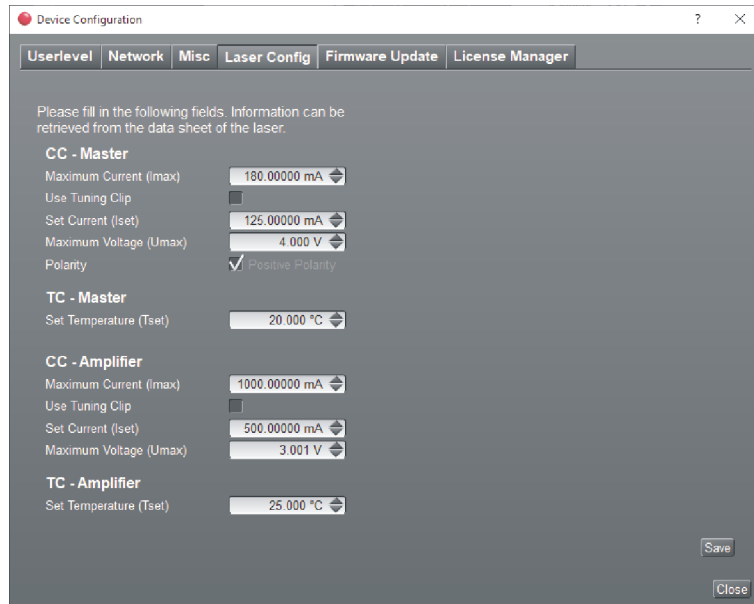 Device Configuration ? ×
Userlevel Network Misc Laser Config Firmware Update License Manager
Please fill in the following fields. Information can be
retrieved from the data sheet of the laser.
CC - Master
Maximum Current (Imax) 180.00000 mA
Use Tuning Clip
Set Current (Iset) 125.00000 mA
Maximum Voltage (Umax) 4.000 V
Polarity Positive Polarity
TC - Master
Set Temperature (Tset) 20.000 °C
CC - Amplifier
Maximum Current (Imax) 1000.00000 mA
Use Tuning Clip
Set Current (Iset) 500.00000 mA
Maximum Voltage (Umax) 3.001 V
TC - Amplifier
Set Temperature (Tset) 25.000 °C
Save
Close